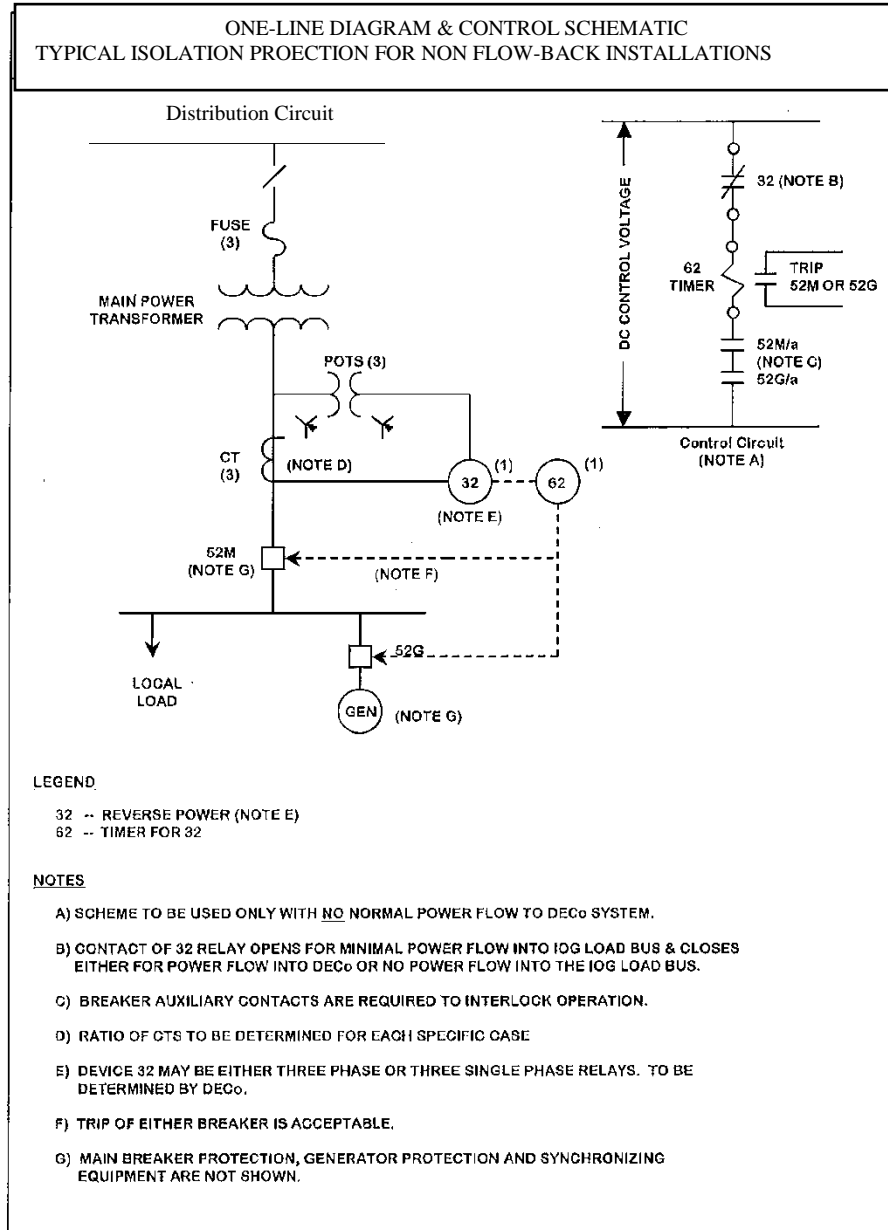 ONE-LINE DIAGRAM & CONTROL SCHEMATIC
TYPICAL ISOLATION PROECTION FOR NON FLOW-BACK INSTALLATIONS
Distribution Circuit
FUSE
(3)
MAIN POWER
TRANSFORMER
POTS (3)
CT
(3)
(NOTE D)
32
(1)
62
(1)
(NOTE E)
52M
(NOTE G)
(NOTE F)
52G
LOCAL
LOAD
GEN
(NOTE G)
DC CONTROL VOLTAGE
32 (NOTE B)
62
TIMER
TRIP
52M OR 52G
52M/a
(NOTE C)
52G/a
Control Circuit
(NOTE A)
LEGEND
32 -- REVERSE POWER (NOTE E)
62 -- TIMER FOR 32
NOTES
A) SCHEME TO BE USED ONLY WITH NO NORMAL POWER FLOW TO DECo SYSTEM.
B) CONTACT OF 32 RELAY OPENS FOR MINIMAL POWER FLOW INTO IOG LOAD BUS & CLOSES
EITHER FOR POWER FLOW INTO DECo OR NO POWER FLOW INTO THE IOG LOAD BUS.
C) BREAKER AUXILIARY CONTACTS ARE REQUIRED TO INTERLOCK OPERATION.
D) RATIO OF CTS TO BE DETERMINED FOR EACH SPECIFIC CASE
E) DEVICE 32 MAY BE EITHER THREE PHASE OR THREE SINGLE PHASE RELAYS. TO BE
DETERMINED BY DECo.
F) TRIP OF EITHER BREAKER IS ACCEPTABLE.
G) MAIN BREAKER PROTECTION, GENERATOR PROTECTION AND SYNCHRONIZING
EQUIPMENT ARE NOT SHOWN.